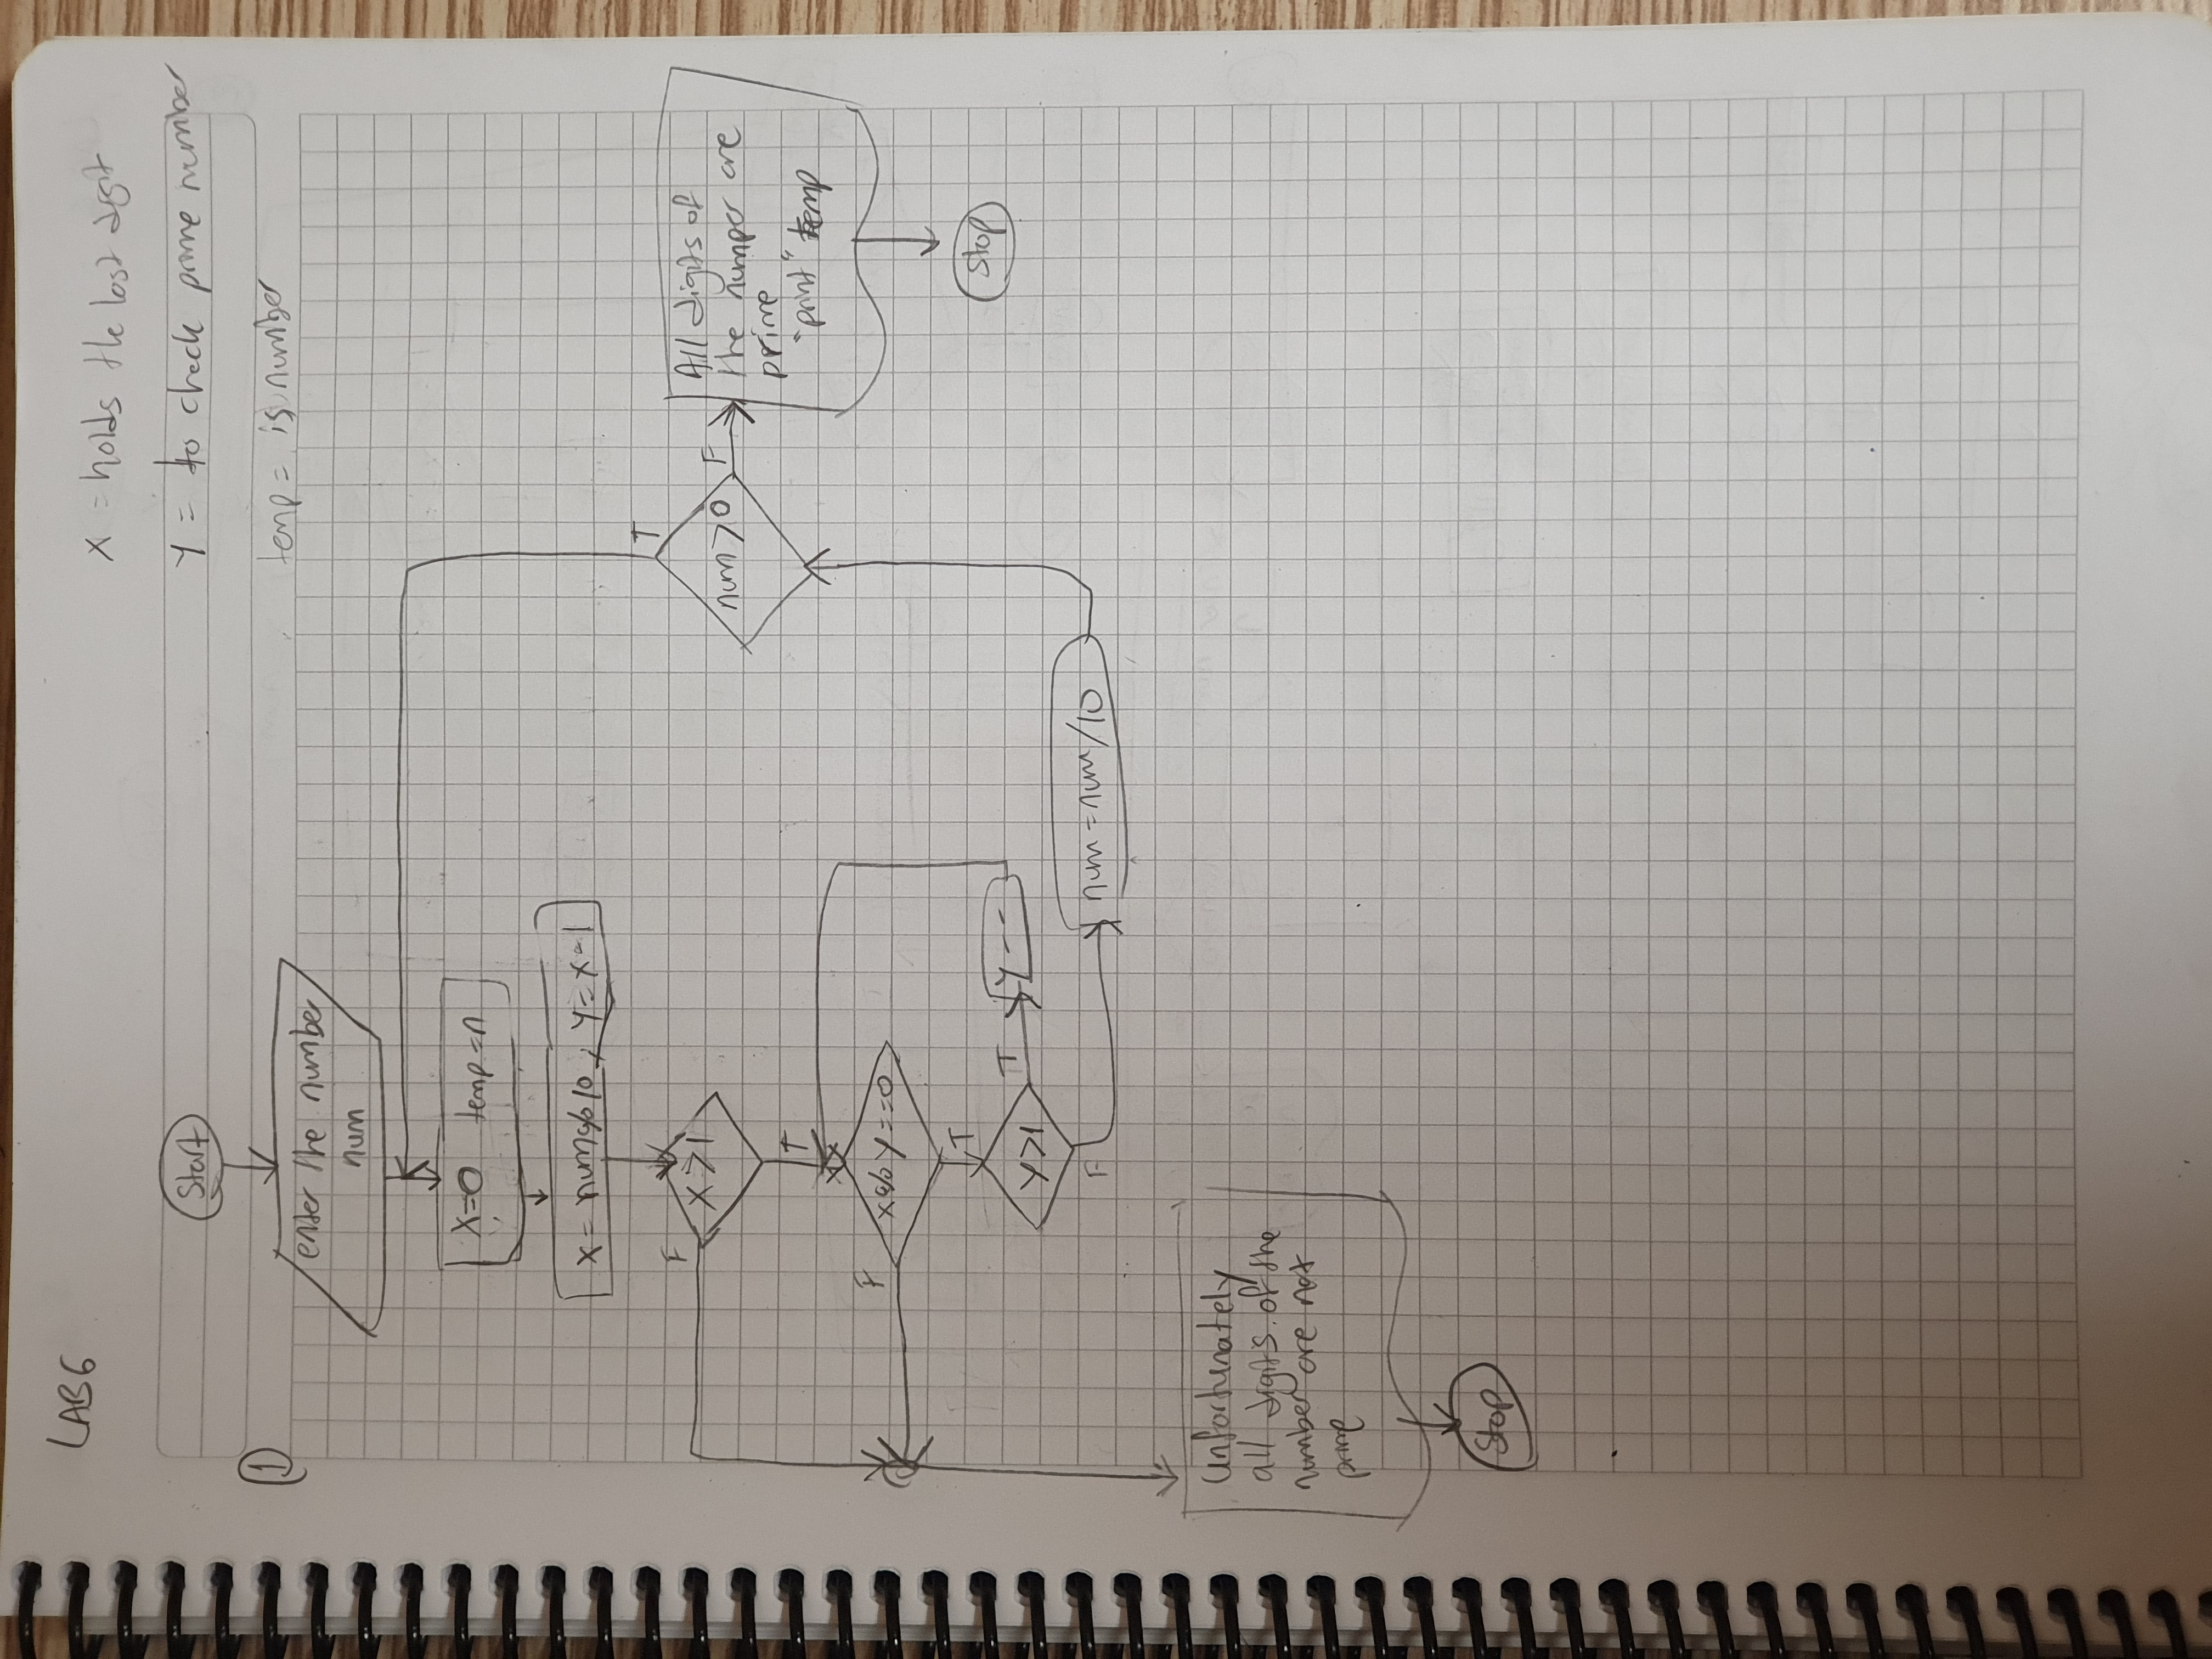 LAB6
X = holds the last digit
Y = to check prime number
temp = is number
Start
1
enter the number
num
X=0 temp=n
X = num%10, Y=X-1
F
X>1
T
F
X%Y==0
T
Y>1
T
Y--
F
num=num/10
T
num>0
F
All digits of
the number are
prime
"print" temp
Stop
Unfortunately
all digits of the
number are not
prime
Stop